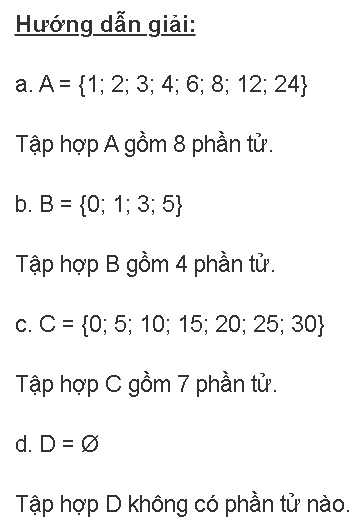 Hướng dẫn giải:
a. A = {1; 2; 3; 4; 6; 8; 12; 24}
Tập hợp A gồm 8 phần tử.
b. B = {0; 1; 3; 5}
Tập hợp B gồm 4 phần tử.
c. C = {0; 5; 10; 15; 20; 25; 30}
Tập hợp C gồm 7 phần tử.
d. D = Ø
Tập hợp D không có phần tử nào.